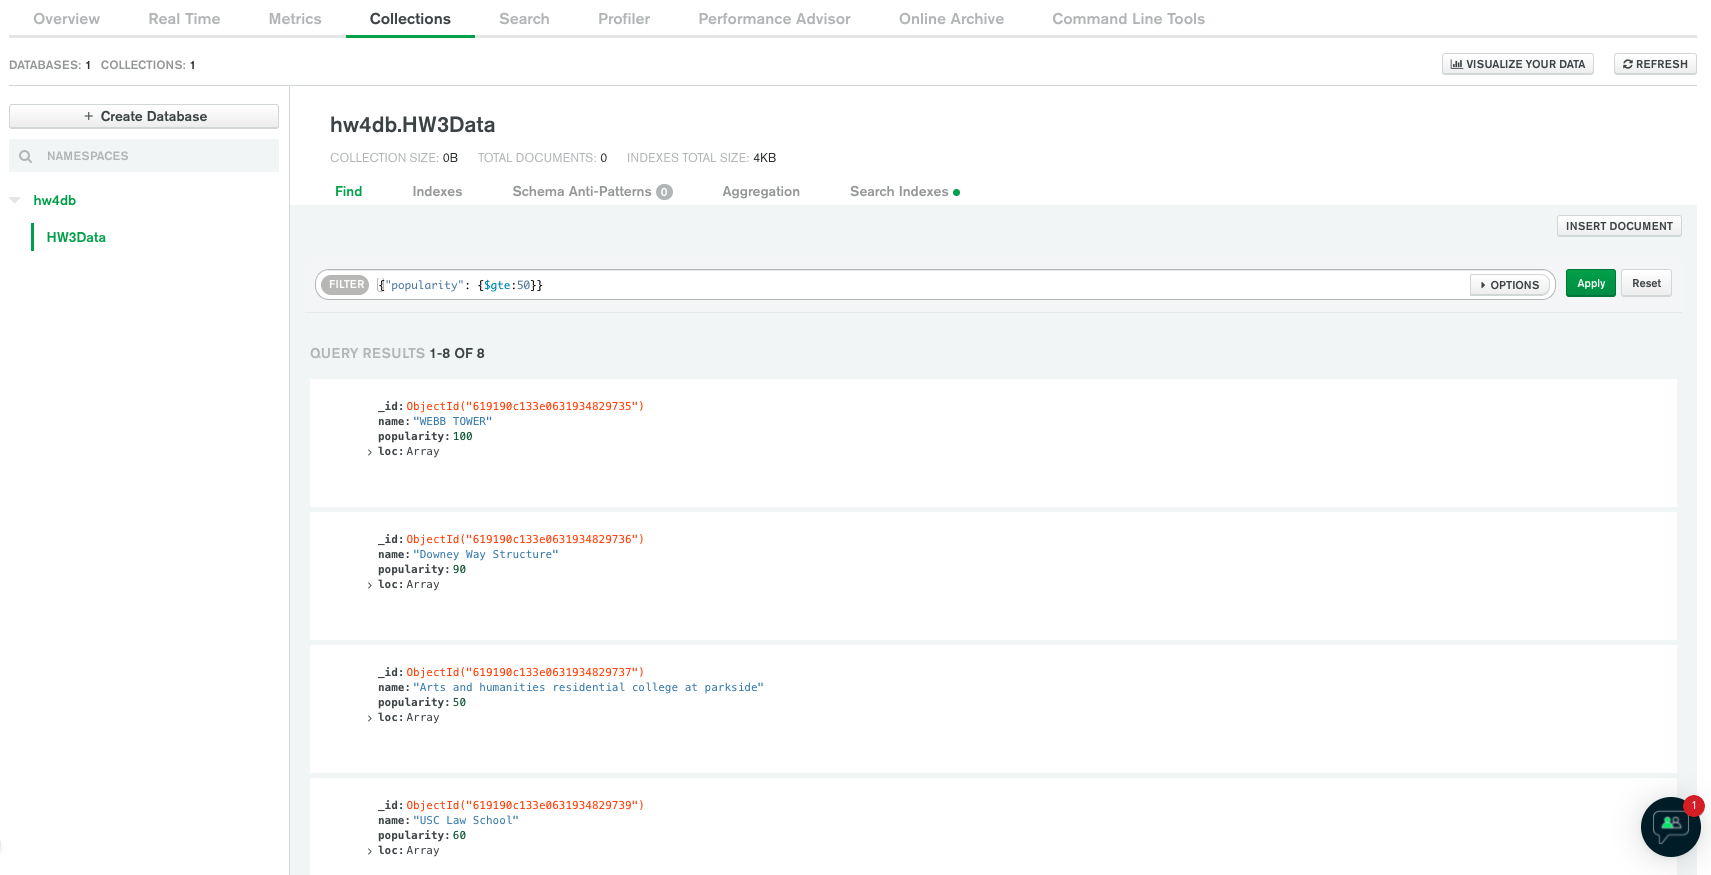 Overview Real Time Metrics Collections Search Profiler Performance Advisor Online Archive Command Line Tools
DATABASES: 1 COLLECTIONS: 1
VISUALIZE YOUR DATA
REFRESH
+ Create Database
NAMESPACES
hw4db
HW3Data
hw4db.HW3Data
COLLECTION SIZE: 0B TOTAL DOCUMENTS: 0 INDEXES TOTAL SIZE: 4KB
Find Indexes Schema Anti-Patterns 0 Aggregation Search Indexes
INSERT DOCUMENT
FILTER {"popularity": {$gte:50}} OPTIONS Apply Reset
QUERY RESULTS 1-8 OF 8
_id: ObjectId("619190c133e0631934829735")
name: "WEBB TOWER"
popularity: 100
loc: Array
_id: ObjectId("619190c133e0631934829736")
name: "Downey Way Structure"
popularity: 90
loc: Array
_id: ObjectId("619190c133e0631934829737")
name: "Arts and humanities residential college at parkside"
popularity: 50
loc: Array
_id: ObjectId("619190c133e0631934829739")
name: "USC Law School"
popularity: 60
loc: Array
1